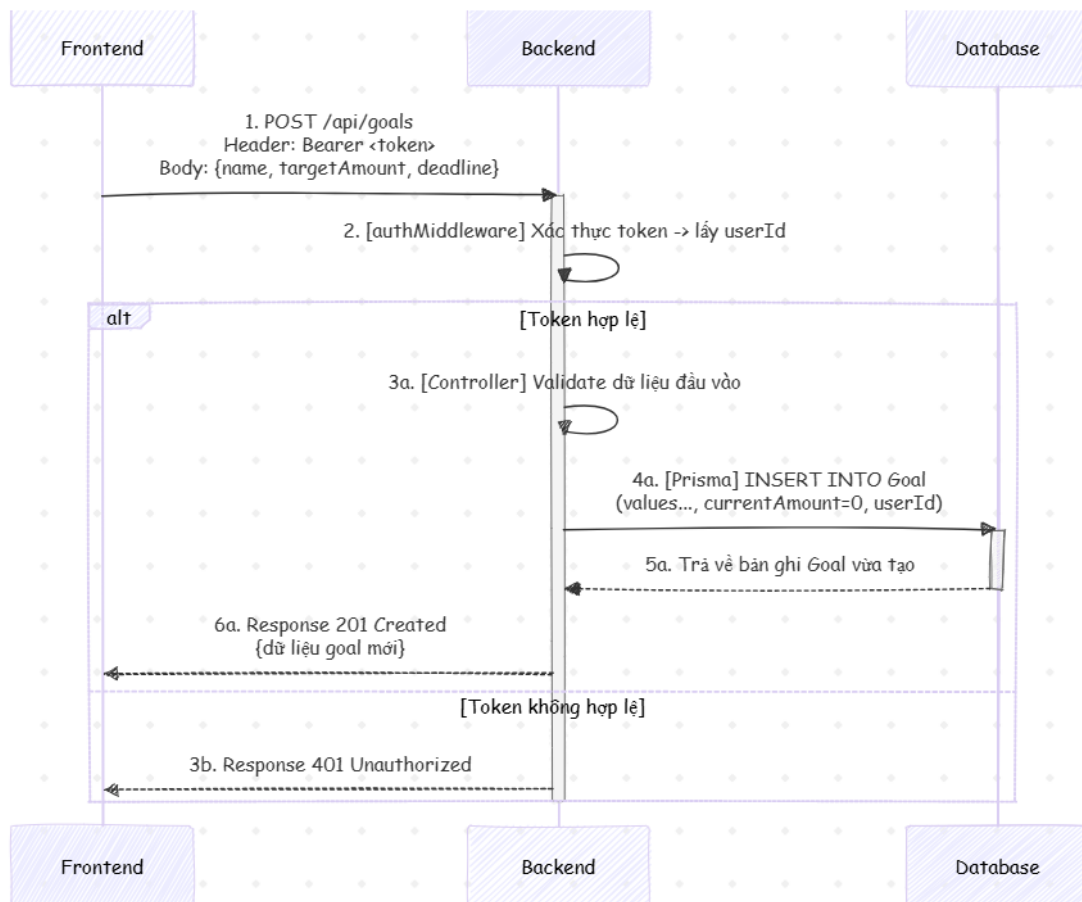 Frontend
Backend
Database
1. POST /api/goals
Header: Bearer <token>
Body: {name, targetAmount, deadline}
2. [authMiddleware] Xác thực token -> lấy userId
alt
[Token hợp lệ]
3a. [Controller] Validate dữ liệu đầu vào
4a. [Prisma] INSERT INTO Goal
(values..., currentAmount=0, userId)
5a. Trả về bản ghi Goal vừa tạo
6a. Response 201 Created
{dữ liệu goal mới}
[Token không hợp lệ]
3b. Response 401 Unauthorized
Frontend
Backend
Database